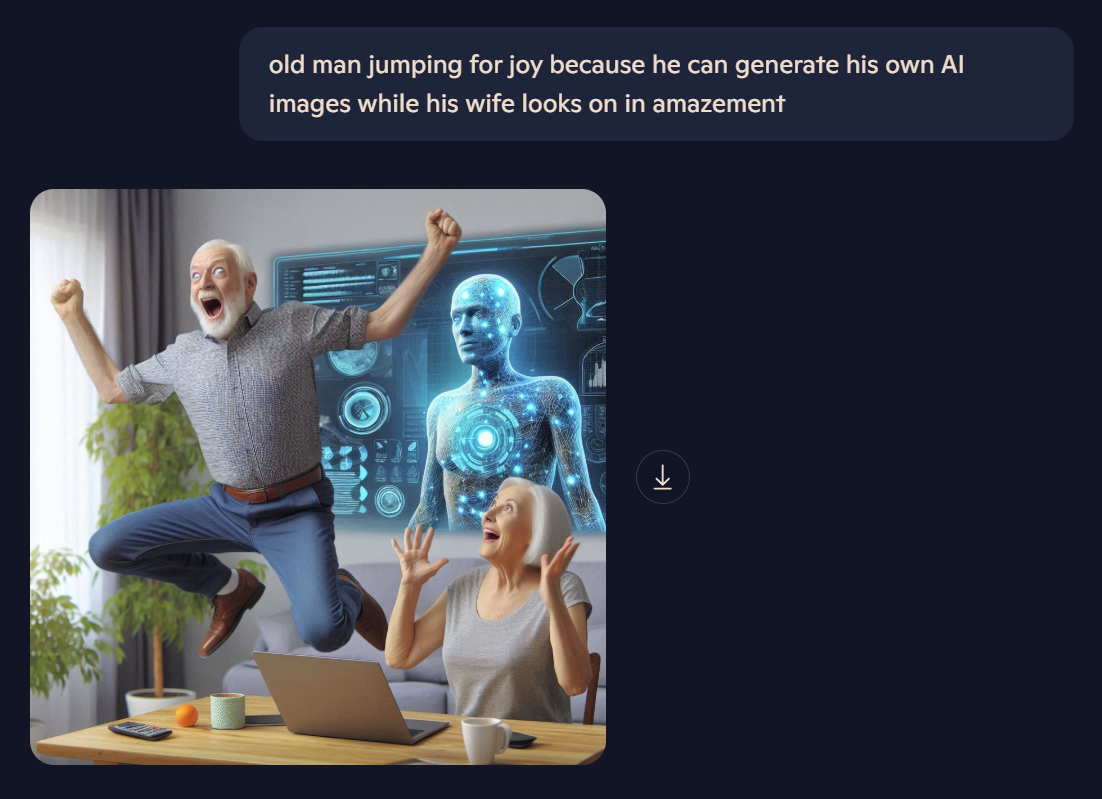 old man jumping for joy because he can generate his own AI
images while his wife looks on in amazement